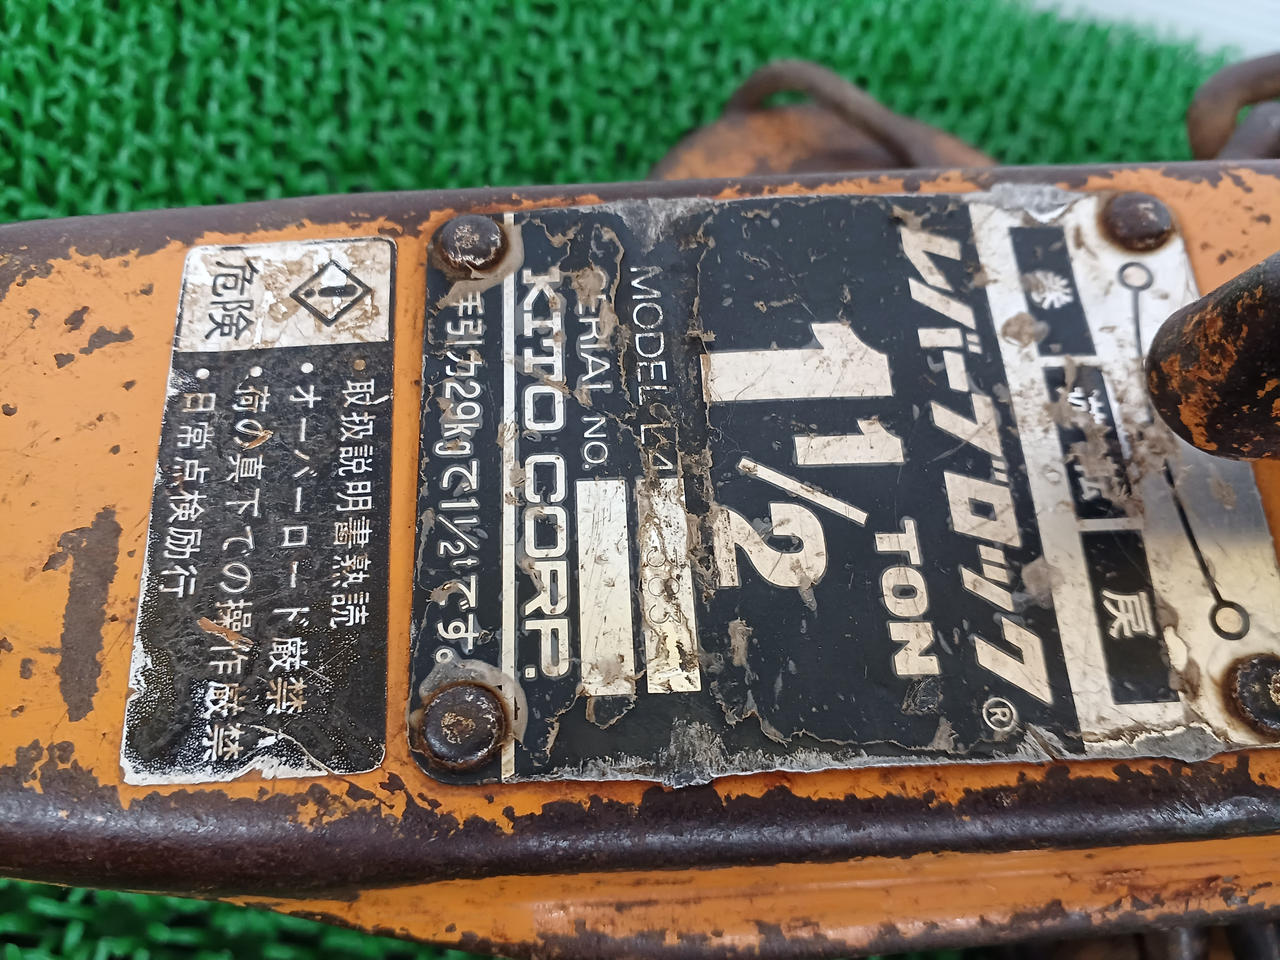 レバーブロック®
1 1/2 TON
MODEL L4
SERIAL NO.
KITO CORP.
手引力29kgで1½tです。
危険
・取扱説明書熟読
・オーバーロード厳禁
・荷の真下での操作厳禁
・日常点検励行